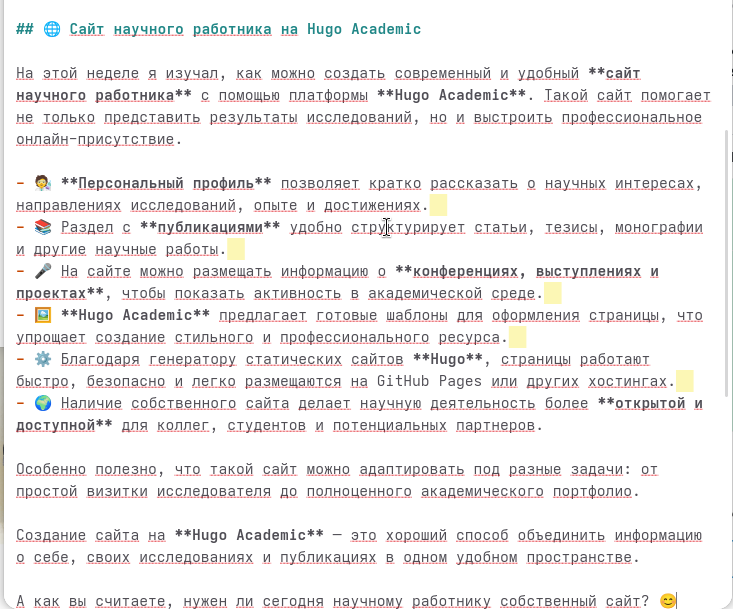 ## 🌐 Сайт научного работника на Hugo Academic
На этой неделе я изучал, как можно создать современный и удобный **сайт
научного работника** с помощью платформы **Hugo Academic**. Такой сайт помогает
не только представить результаты исследований, но и выстроить профессиональное
онлайн-присутствие.
- 🧑‍🔬 **Персональный профиль** позволяет кратко рассказать о научных интересах,
направлениях исследований, опыте и достижениях.
- 📚 Раздел с **публикациями** удобно структурирует статьи, тезисы, монографии
и другие научные работы.
- 🎤 На сайте можно размещать информацию о **конференциях, выступлениях и
проектах**, чтобы показать активность в академической среде.
- 🖼️ **Hugo Academic** предлагает готовые шаблоны для оформления страницы, что
упрощает создание стильного и профессионального ресурса.
- ⚙️ Благодаря генератору статических сайтов **Hugo**, страницы работают
быстро, безопасно и легко размещаются на GitHub Pages или других хостингах.
- 🌍 Наличие собственного сайта делает научную деятельность более **открытой и
доступной** для коллег, студентов и потенциальных партнеров.
Особенно полезно, что такой сайт можно адаптировать под разные задачи: от
простой визитки исследователя до полноценного академического портфолио.
Создание сайта на **Hugo Academic** — это хороший способ объединить информацию
о себе, своих исследованиях и публикациях в одном удобном пространстве.
А как вы считаете, нужен ли сегодня научному работнику собственный сайт? 😊